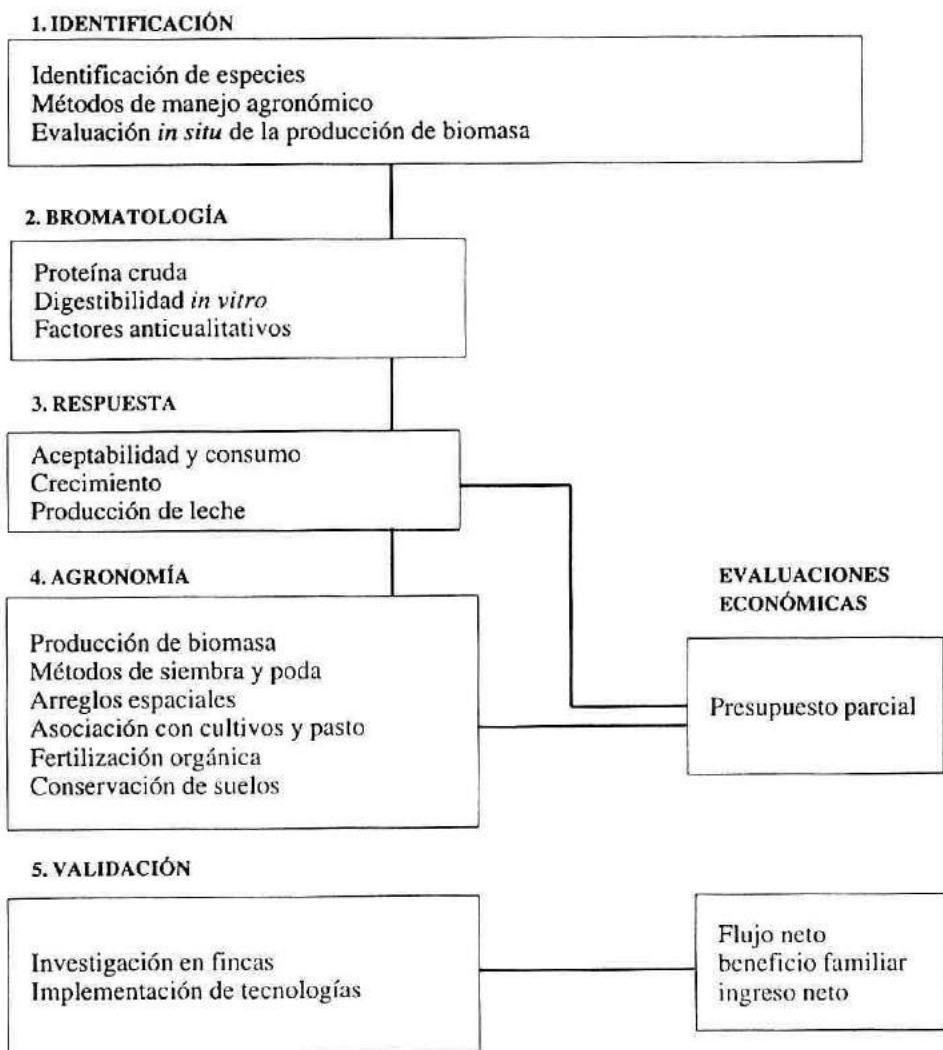 1. IDENTIFICACIÓN
Identificación de especies
Métodos de manejo agronómico
Evaluación in situ de la producción de biomasa
2. BROMATOLOGÍA
Proteína cruda
Digestibilidad in vitro
Factores anticualitativos
3. RESPUESTA
Aceptabilidad y consumo
Crecimiento
Producción de leche
4. AGRONOMÍA
Producción de biomasa
Métodos de siembra y poda
Arreglos espaciales
Asociación con cultivos y pasto
Fertilización orgánica
Conservación de suelos
EVALUACIONES
ECONÓMICAS
Presupuesto parcial
5. VALIDACIÓN
Investigación en fincas
Implementación de tecnologías
Flujo neto
beneficio familiar
ingreso neto